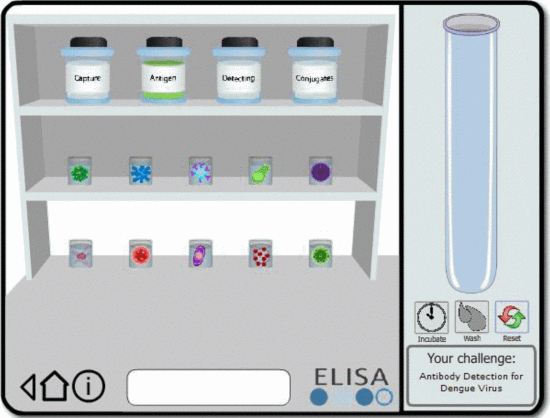 Capture
Antigen
Detecting
Conjugates
Incubate
Wash
Reset
i
ELISA
Your challenge:
Antibody Detection for
Dengue Virus